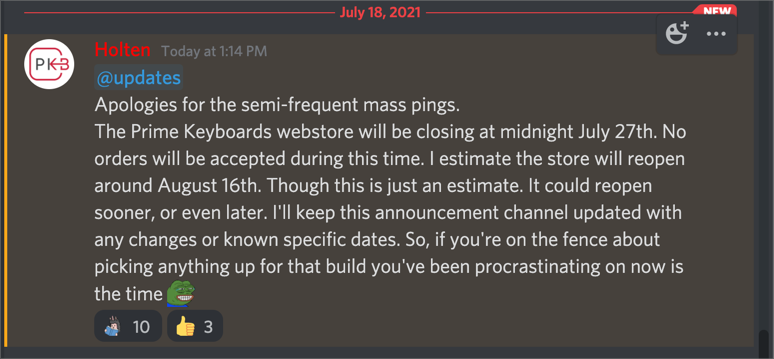 July 18, 2021
NEW
PKB
Holten Today at 1:14 PM
@updates
Apologies for the semi-frequent mass pings.
The Prime Keyboards webstore will be closing at midnight July 27th. No
orders will be accepted during this time. I estimate the store will reopen
around August 16th. Though this is just an estimate. It could reopen
sooner, or even later. I'll keep this announcement channel updated with
any changes or known specific dates. So, if you're on the fence about
picking anything up for that build you've been procrastinating on now is
the time
10 3